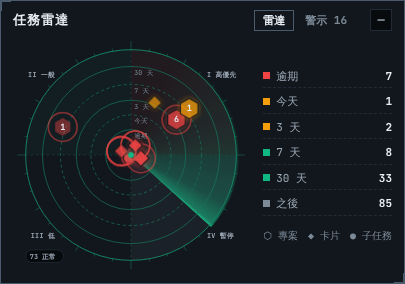 任務雷達
雷達 警示 16 −
38 天
7 天
3 天
今天
逾期
II 一般
I 高優先
III 低
IV 暫停
1
6
1
73 正常
逾期 7
今天 1
3 天 2
7 天 8
30 天 33
之後 85
專案 卡片 子任務